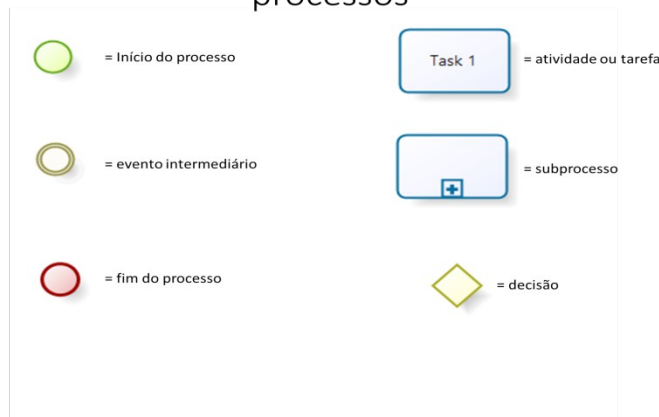 processos
= Início do processo
Task 1
= atividade ou tarefa
= evento intermediário
= subprocesso
= fim do processo
= decisão